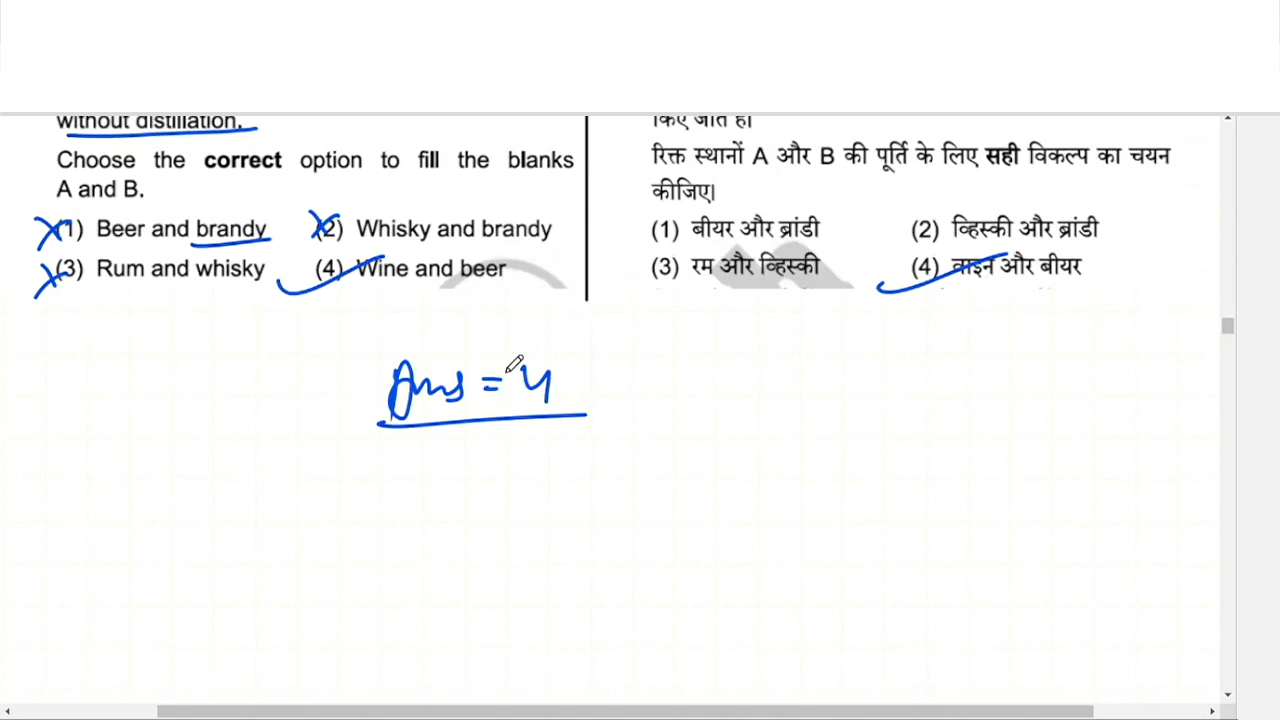 without distillation.
Choose the correct option to fill the blanks
A and B.
(1) Beer and brandy (2) Whisky and brandy
(3) Rum and whisky (4) Wine and beer
किए जाते हैं।
रिक्त स्थानों A और B की पूर्ति के लिए सही विकल्प का चयन
कीजिए।
(1) बीयर और ब्रांडी (2) व्हिस्की और ब्रांडी
(3) रम और व्हिस्की (4) वाइन और बीयर
Ans = 4